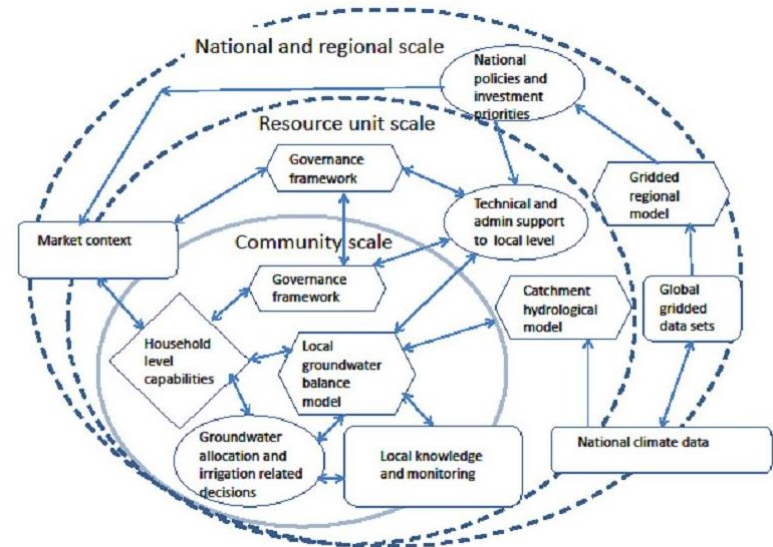 National and regional scale
National
policies and
investment
priorities
Resource unit scale
Governance
framework
Gridded
regional
model
Technical and
admin support
to local level
Market context
Community scale
Governance
framework
Catchment
hydrological
model
Global
gridded
data sets
Household
level
capabilities
Local
groundwater
balance
model
Groundwater
allocation and
irrigation related
decisions
Local knowledge
and monitoring
National climate data